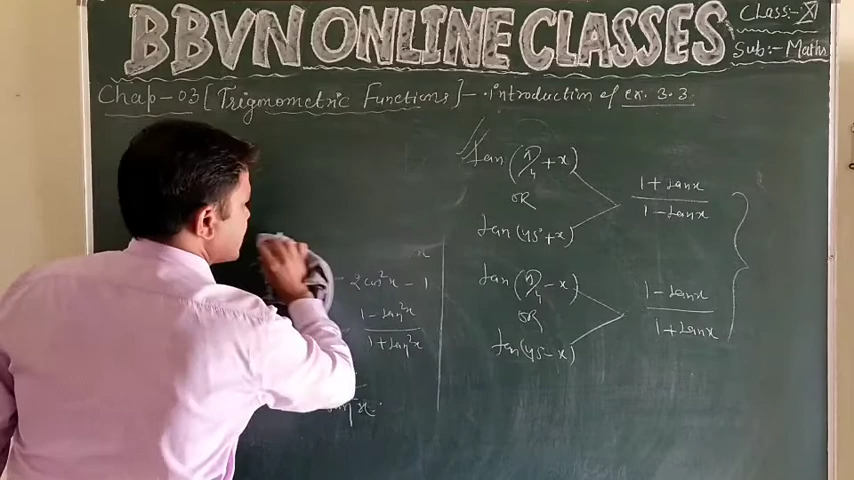 BBVN ONLINE CLASSES
Class:- XI
Sub:- Maths
Chap-03 [Trigonometric Functions] - introduction of ex. 3.3
tan (π/4 + x)
OR
tan (45° + x)
1 + tanx / 1 - tanx
tan (π/4 - x)
OR
tan (45 - x)
1 - tanx / 1 + tanx
x
- 2cos²x - 1
1 - tan²x / 1 + tan²x